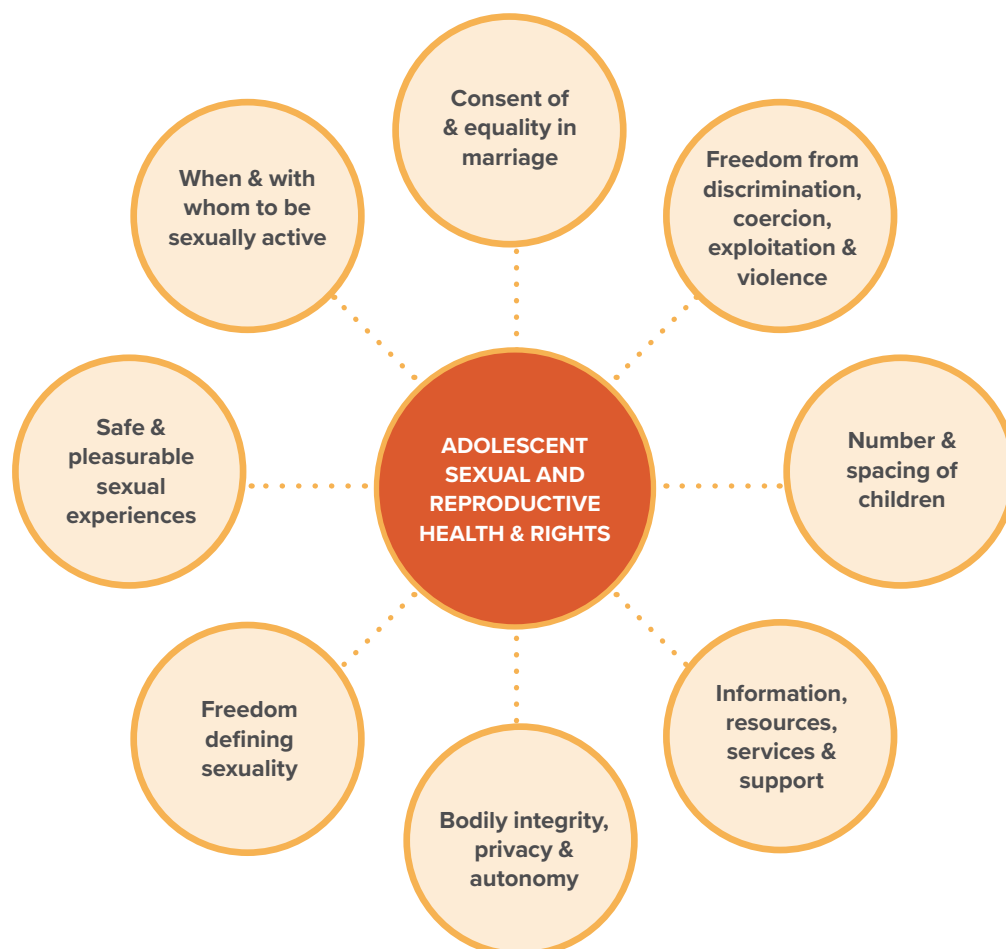 Consent of
& equality in
marriage
Freedom from
discrimination,
coercion,
exploitation &
violence
Number &
spacing of
children
Information,
resources,
services &
support
Bodily integrity,
privacy &
autonomy
Freedom
defining
sexuality
Safe &
pleasurable
sexual
experiences
When & with
whom to be
sexually active
ADOLESCENT
SEXUAL AND
REPRODUCTIVE
HEALTH & RIGHTS